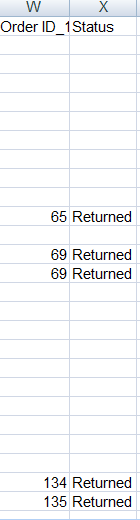 W X
Order ID_1 Status
65 Returned
69 Returned
69 Returned
134 Returned
135 Returned